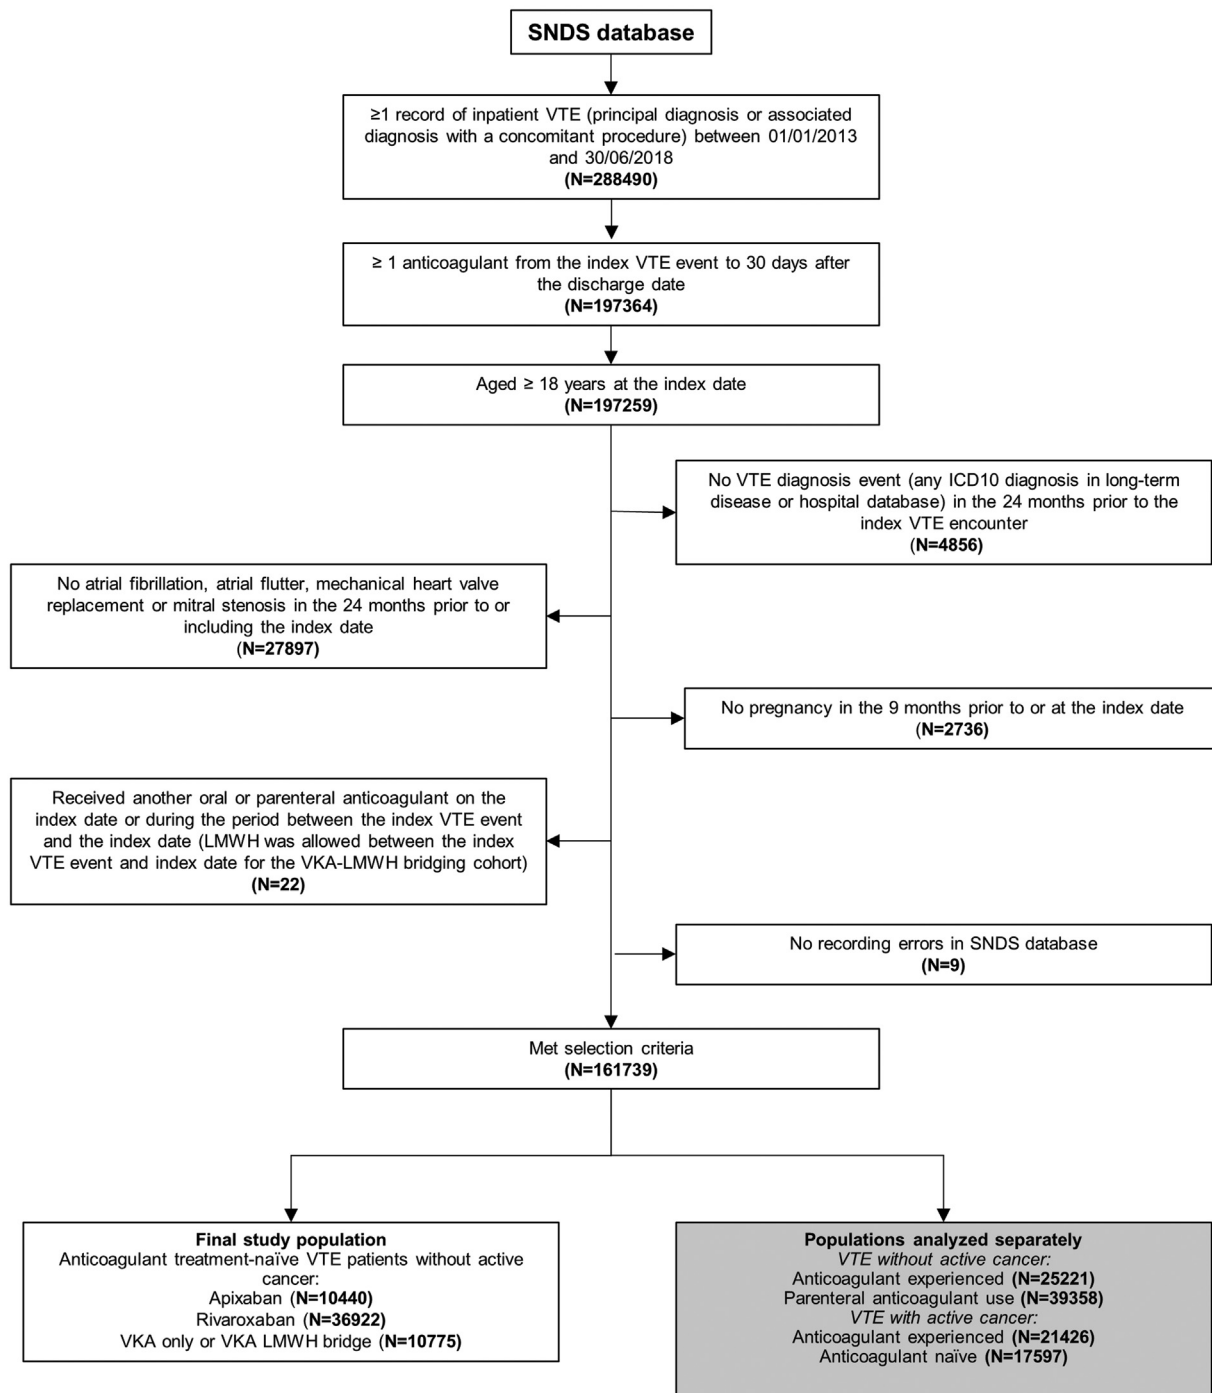 SNDS database
≥1 record of inpatient VTE (principal diagnosis or associated
diagnosis with a concomitant procedure) between 01/01/2013
and 30/06/2018
(N=288490)
≥ 1 anticoagulant from the index VTE event to 30 days after
the discharge date
(N=197364)
Aged ≥ 18 years at the index date
(N=197259)
No VTE diagnosis event (any ICD10 diagnosis in long-term
disease or hospital database) in the 24 months prior to the
index VTE encounter
(N=4856)
No atrial fibrillation, atrial flutter, mechanical heart valve
replacement or mitral stenosis in the 24 months prior to or
including the index date
(N=27897)
No pregnancy in the 9 months prior to or at the index date
(N=2736)
Received another oral or parenteral anticoagulant on the
index date or during the period between the index VTE event
and the index date (LMWH was allowed between the index
VTE event and index date for the VKA-LMWH bridging cohort)
(N=22)
No recording errors in SNDS database
(N=9)
Met selection criteria
(N=161739)
Final study population
Anticoagulant treatment-naïve VTE patients without active
cancer:
Apixaban (N=10440)
Rivaroxaban (N=36922)
VKA only or VKA LMWH bridge (N=10775)
Populations analyzed separately
VTE without active cancer:
Anticoagulant experienced (N=25221)
Parenteral anticoagulant use (N=39358)
VTE with active cancer:
Anticoagulant experienced (N=21426)
Anticoagulant naïve (N=17597)